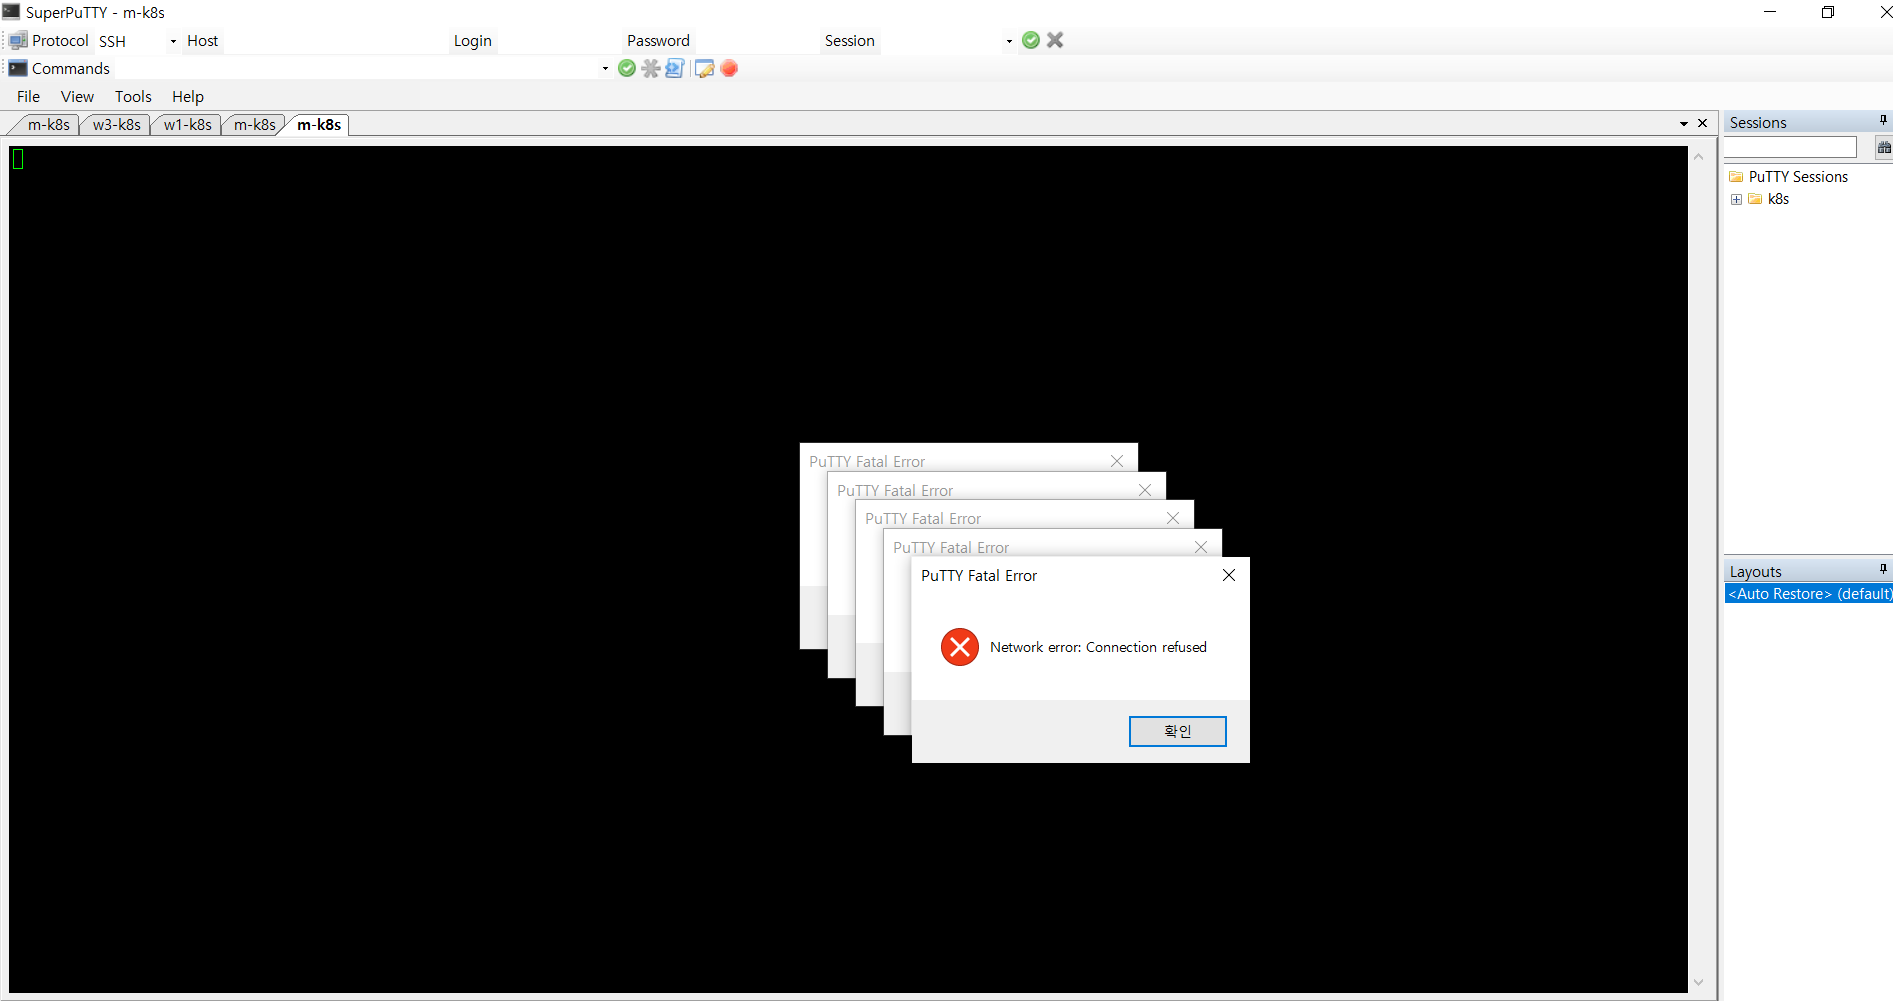 SuperPuTTY - m-k8s
Protocol SSH Host Login Password Session
Commands
File View Tools Help
m-k8s w3-k8s w1-k8s m-k8s m-k8s
Sessions
PuTTY Sessions
k8s
PuTTY Fatal Error
PuTTY Fatal Error
PuTTY Fatal Error
PuTTY Fatal Error
PuTTY Fatal Error
Network error: Connection refused
확인
Layouts
<Auto Restore> (default)